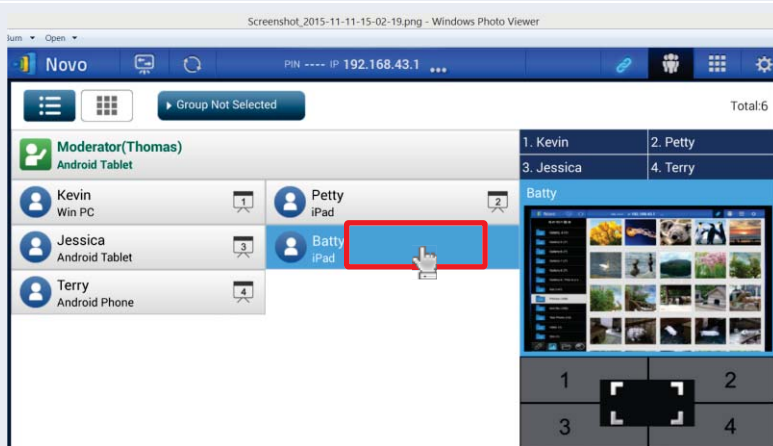 Screenshot_2015-11-11-15-02-19.png - Windows Photo Viewer
Burn Open
Novo PIN ---- IP 192.168.43.1 ...
Group Not Selected Total:6
Moderator(Thomas)
Android Tablet
1. Kevin 2. Petty
3. Jessica 4. Terry
Kevin
Win PC
1
Petty
iPad
2
Batty
Jessica
Android Tablet
3
Batty
iPad
Terry
Android Phone
4
1 2
3 4